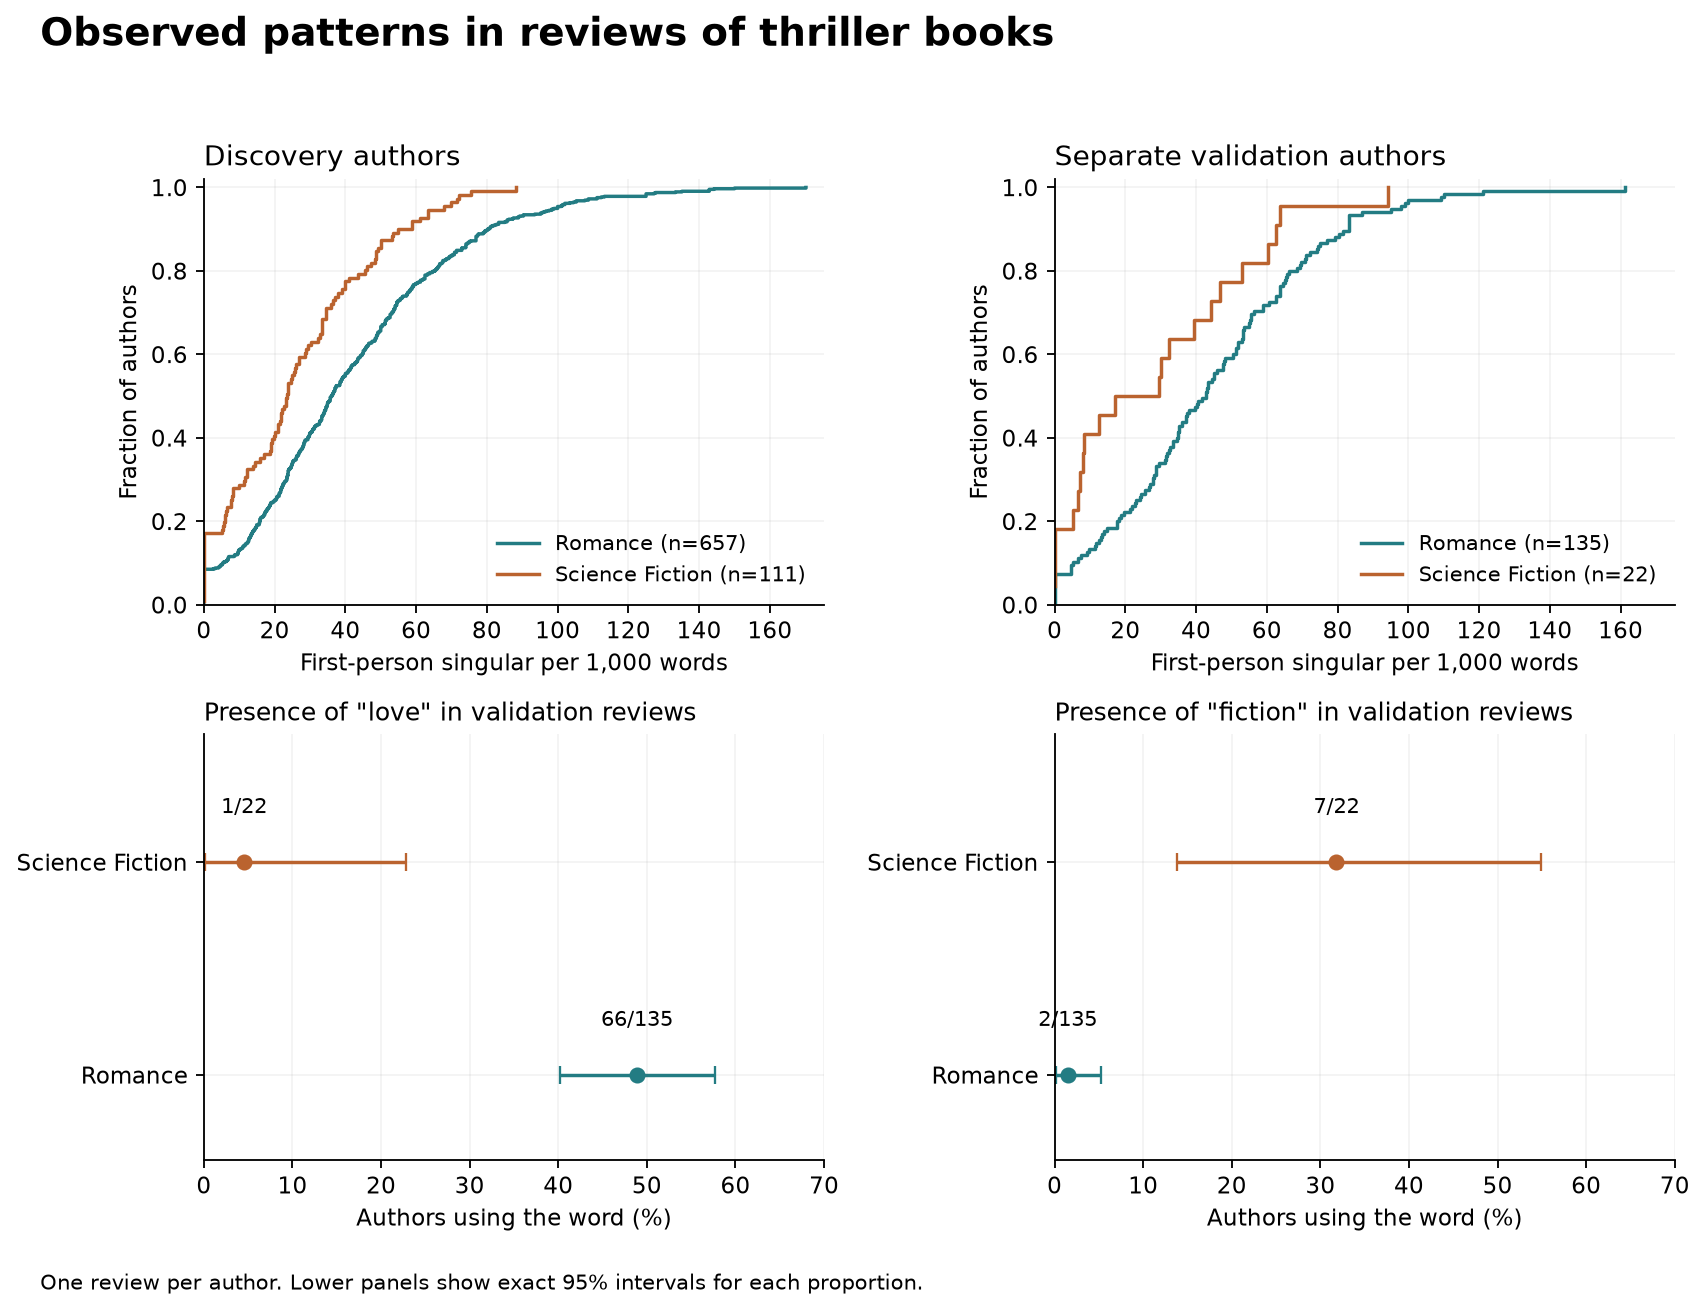 Observed patterns in reviews of thriller books
Discovery authors
Fraction of authors
1.0
0.8
0.6
0.4
0.2
0.0
Romance (n=657)
Science Fiction (n=111)
0 20 40 60 80 100 120 140 160
First-person singular per 1,000 words
Separate validation authors
Fraction of authors
1.0
0.8
0.6
0.4
0.2
0.0
Romance (n=135)
Science Fiction (n=22)
0 20 40 60 80 100 120 140 160
First-person singular per 1,000 words
Presence of "love" in validation reviews
1/22
Science Fiction
66/135
Romance
0 10 20 30 40 50 60 70
Authors using the word (%)
Presence of "fiction" in validation reviews
7/22
Science Fiction
2/135
Romance
0 10 20 30 40 50 60 70
Authors using the word (%)
One review per author. Lower panels show exact 95% intervals for each proportion.